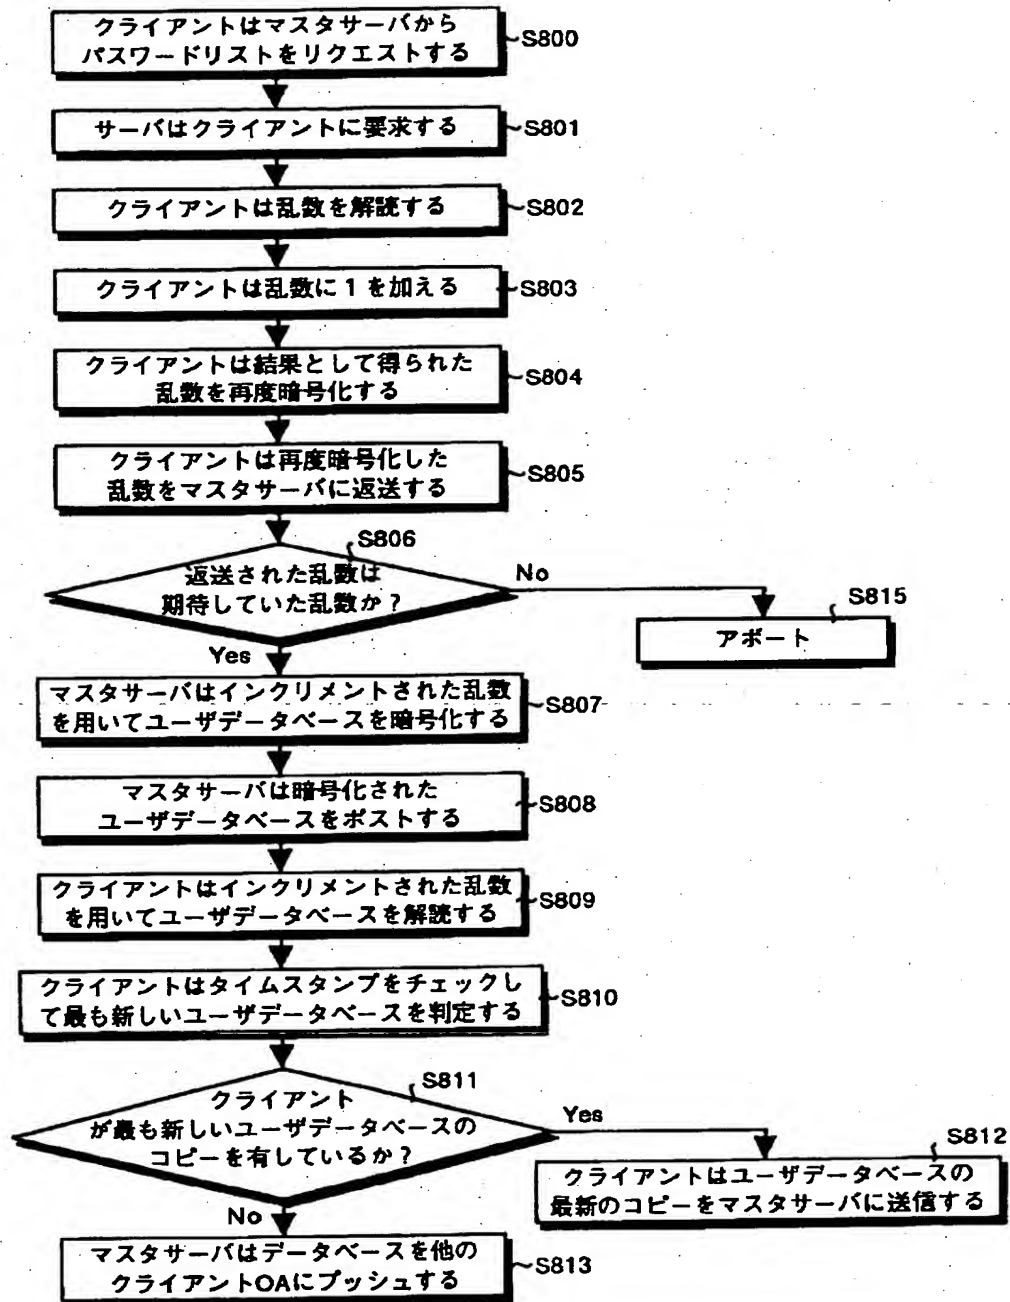 クライアントはマスタサーバから
パスワードリストをリクエストする
S800
サーバはクライアントに要求する
S801
クライアントは乱数を解読する
S802
クライアントは乱数に1を加える
S803
クライアントは結果として得られた
乱数を再度暗号化する
S804
クライアントは再度暗号化した
乱数をマスタサーバに返送する
S805
S806
返送された乱数は
期待していた乱数か?
No
S815
アボート
Yes
マスタサーバはインクリメントされた乱数
を用いてユーザデータベースを暗号化する
S807
マスタサーバは暗号化された
ユーザデータベースをポストする
S808
クライアントはインクリメントされた乱数
を用いてユーザデータベースを解読する
S809
クライアントはタイムスタンプをチェックし
て最も新しいユーザデータベースを判定する
S810
S811
クライアント
が最も新しいユーザデータベースの
コピーを有しているか?
Yes
S812
クライアントはユーザデータベースの
最新のコピーをマスタサーバに送信する
No
マスタサーバはデータベースを他の
クライアントOAにプッシュする
S813